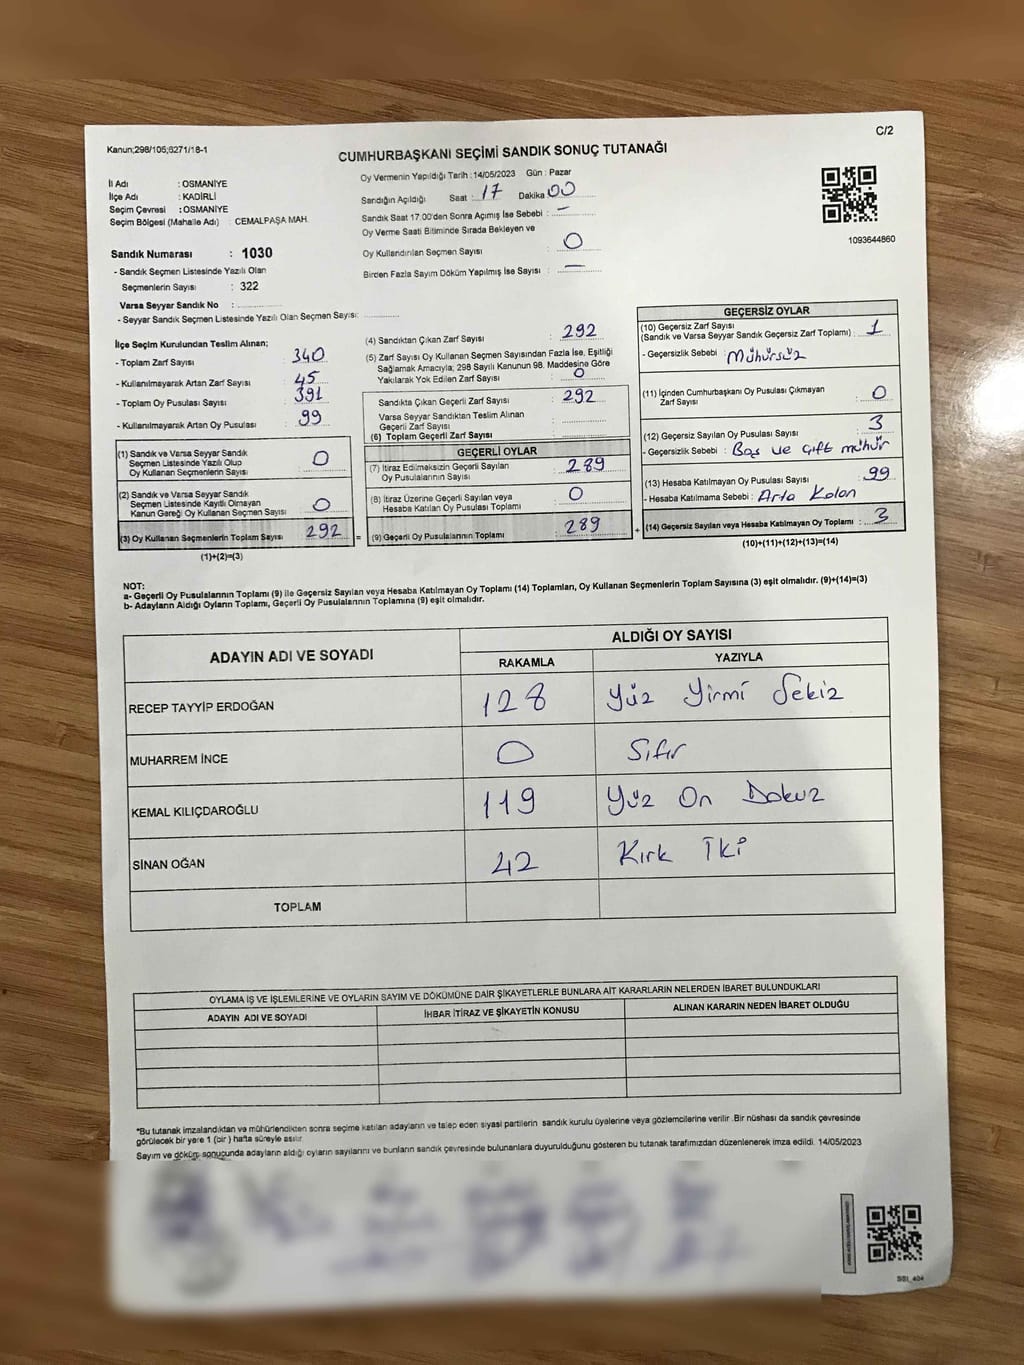 C/2
Kanun;298/106;6271/18-1
CUMHURBAŞKANI SEÇİMİ SANDIK SONUÇ TUTANAĞI
İl Adı : OSMANİYE
İlçe Adı : KADİRLİ
Seçim Çevresi : OSMANİYE
Seçim Bölgesi (Mahalle Adı) : CEMALPAŞA MAH.
Sandık Numarası : 1030
- Sandık Seçmen Listesinde Yazılı Olan
Seçmenlerin Sayısı : 322
Varsa Seyyar Sandık No :
- Seyyar Sandık Seçmen Listesinde Yazılı Olan Seçmen Sayısı:
Oy Vermenin Yapıldığı Tarih :14/05/2023 Gün : Pazar
Sandığın Açıldığı Saat : 17 Dakika 00
Sandık Saat 17:00'den Sonra Açımış İse Sebebi : —
Oy Verme Saati Bitiminde Sırada Bekleyen ve
Oy Kullandırılan Seçmen Sayısı : 0
Birden Fazla Sayım Döküm Yapılmış İse Sayısı : —
1093644860
İlçe Seçim Kurulundan Teslim Alınan;
- Toplam Zarf Sayısı : 340
- Kullanılmayarak Artan Zarf Sayısı : 45
- Toplam Oy Pusulası Sayısı : 391
- Kullanılmayarak Artan Oy Pusulası : 99
(1) Sandık ve Varsa Seyyar Sandık
Seçmen Listesinde Yazılı Olup
Oy Kullanan Seçmenlerin Sayısı : 0
(2) Sandık ve Varsa Seyyar Sandık
Seçmen Listesinde Kayıtlı Olmayan
Kanun Gereği Oy Kullanan Seçmen Sayısı : 0
(3) Oy Kullanan Seçmenlerin Toplam Sayısı : 292 =
(1)+(2)=(3)
(4) Sandıktan Çıkan Zarf Sayısı : 292
(5) Zarf Sayısı Oy Kullanan Seçmen Sayısından Fazla İse, Eşitliği
Sağlamak Amacıyla; 298 Sayılı Kanunun 98. Maddesine Göre
Yakılarak Yok Edilen Zarf Sayısı : 0
Sandıkta Çıkan Geçerli Zarf Sayısı : 292
Varsa Seyyar Sandıktan Teslim Alınan
Geçerli Zarf Sayısı :
(6) Toplam Geçerli Zarf Sayısı :
GEÇERLİ OYLAR
(7) İtiraz Edilmeksizin Geçerli Sayılan
Oy Pusulalarının Sayısı : 289
(8) İtiraz Üzerine Geçerli Sayılan veya
Hesaba Katılan Oy Pusulası Toplamı : 0
(9) Geçerli Oy Pusulalarının Toplamı : 289 +
GEÇERSİZ OYLAR
(10) Geçersiz Zarf Sayısı
(Sandık ve Varsa Seyyar Sandık Geçersiz Zarf Toplamı) : 1
- Geçersizlik Sebebi : Mühürsüz
(11) İçinden Cumhurbaşkanı Oy Pusulası Çıkmayan
Zarf Sayısı : 0
(12) Geçersiz Sayılan Oy Pusulası Sayısı : 3
- Geçersizlik Sebebi : Boş ve çift mühür
(13) Hesaba Katılmayan Oy Pusulası Sayısı : 99
- Hesaba Katılmama Sebebi : Arta Kalan
(14) Geçersiz Sayılan veya Hesaba Katılmayan Oy Toplamı : 3
(10)+(11)+(12)+(13)=(14)
NOT:
a- Geçerli Oy Pusulalarının Toplamı (9) ile Geçersiz Sayılan veya Hesaba Katılmayan Oy Toplamı (14) Toplamları, Oy Kullanan Seçmenlerin Toplam Sayısına (3) eşit olmalıdır. (9)+(14)=(3)
b- Adayların Aldığı Oyların Toplamı, Geçerli Oy Pusulalarının Toplamına (9) eşit olmalıdır.
ADAYIN ADI VE SOYADI ALDIĞI OY SAYISI
RAKAMLA YAZIYLA
RECEP TAYYİP ERDOĞAN 128 Yüz Yirmi Sekiz
MUHARREM İNCE 0 Sıfır
KEMAL KILIÇDAROĞLU 119 Yüz On Dokuz
SİNAN OĞAN 42 Kırk İki
TOPLAM
OYLAMA İŞ VE İŞLEMLERİNE VE OYLARIN SAYIM VE DÖKÜMÜNE DAİR ŞİKAYETLERLE BUNLARA AİT KARARLARIN NELERDEN İBARET BULUNDUKLARI
ADAYIN ADI VE SOYADI İHBAR İTİRAZ VE ŞİKAYETİN KONUSU ALINAN KARARIN NEDEN İBARET OLDUĞU
*Bu tutanak imzalandıktan ve mühürlendikten sonra seçime katılan adayların ve talep eden siyasi partilerin sandık kurulu üyelerine veya gözlemcilerine verilir .Bir nüshası da sandık çevresinde
görülecek bir yere 1 (bir ) hafta süreyle asılır
Sayım ve döküm sonucunda adayların aldığı oyların sayılarını ve bunların sandık çevresinde bulunanlara duyurulduğunu gösteren bu tutanak tarafımızdan düzenlenerek imza edildi. 14/05/2023